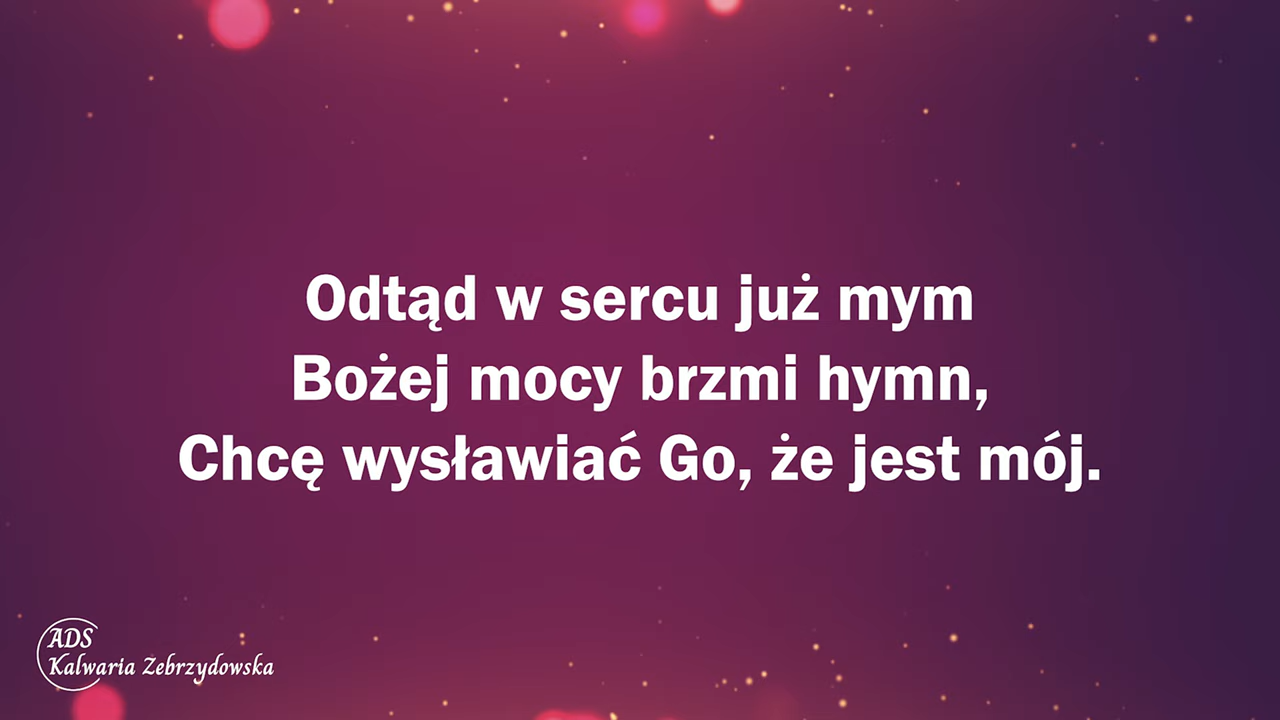 Odtąd w sercu już mym
Bożej mocy brzmi hymn,
Chcę wysławiać Go, że jest mój.
ADS
Kalwaria Zebrzydowska